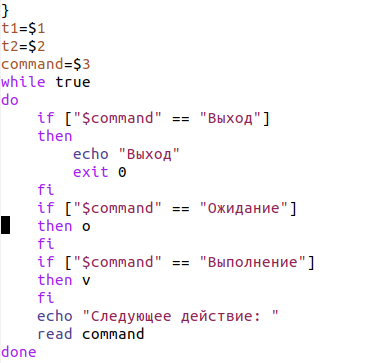 }
t1=$1
t2=$2
command=$3
while true
do
    if ["$command" == "Выход"]
    then
        echo "Выход"
        exit 0
    fi
    if ["$command" == "Ожидание"]
    then o
    fi
    if ["$command" == "Выполнение"]
    then v
    fi
    echo "Следующее действие: "
    read command
done